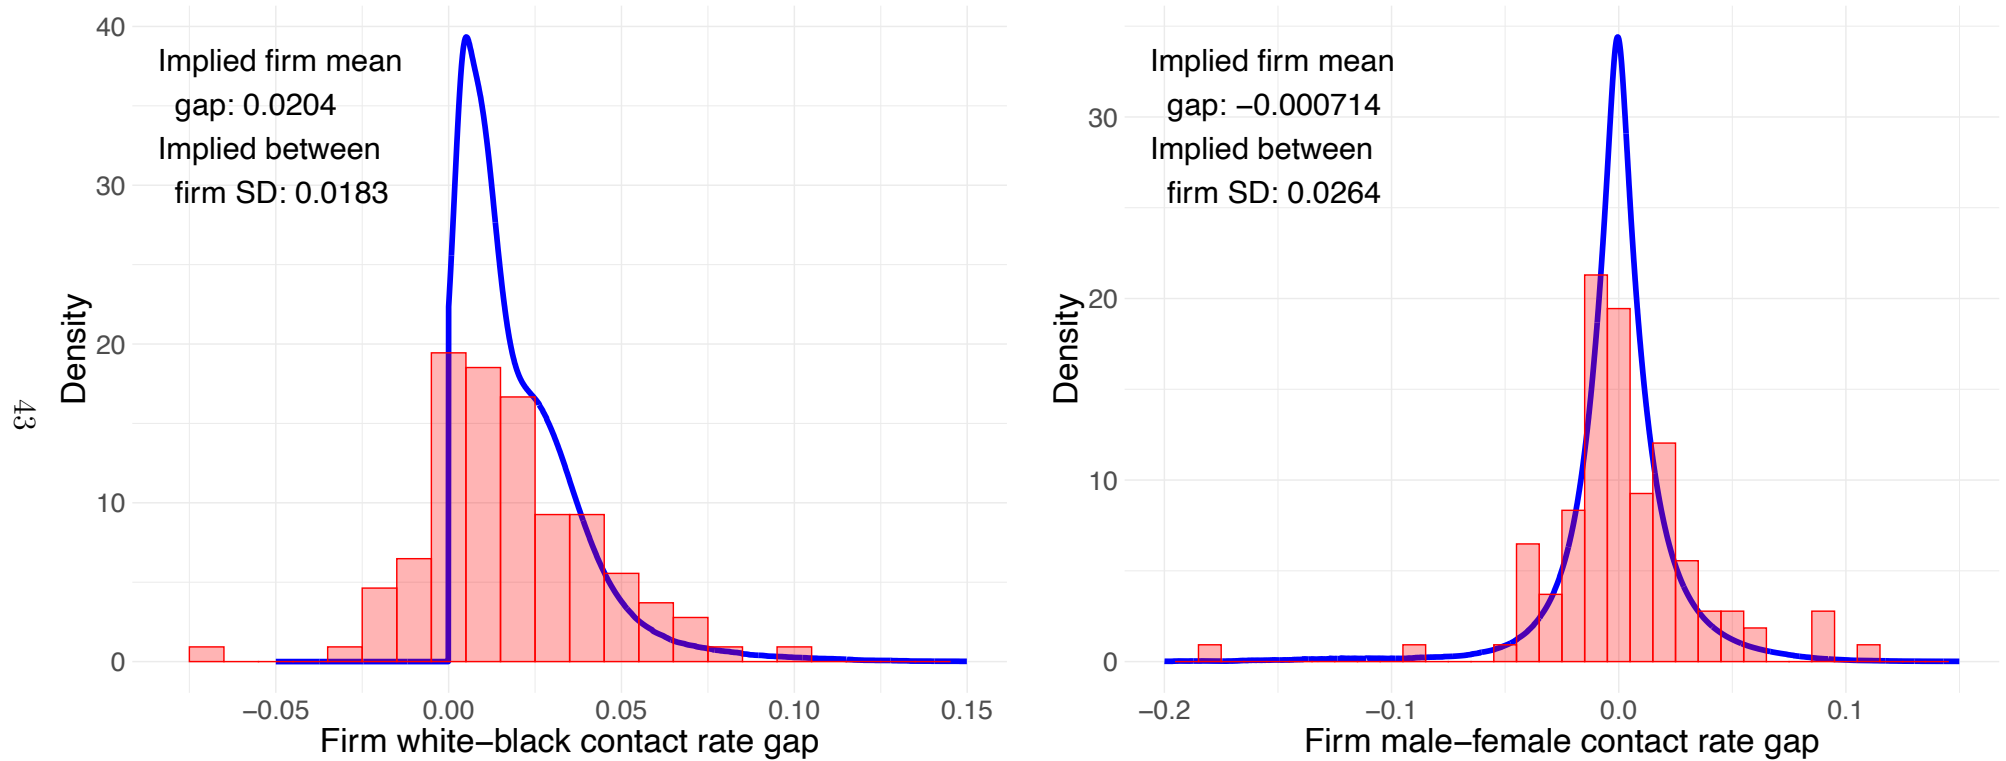 43
Density
40
30
20
10
0
Implied firm mean
gap: 0.0204
Implied between
firm SD: 0.0183
−0.05
0.00
0.05
0.10
0.15
Firm white−black contact rate gap
Density
30
20
10
0
Implied firm mean
gap: −0.000714
Implied between
firm SD: 0.0264
−0.2
−0.1
0.0
0.1
Firm male−female contact rate gap